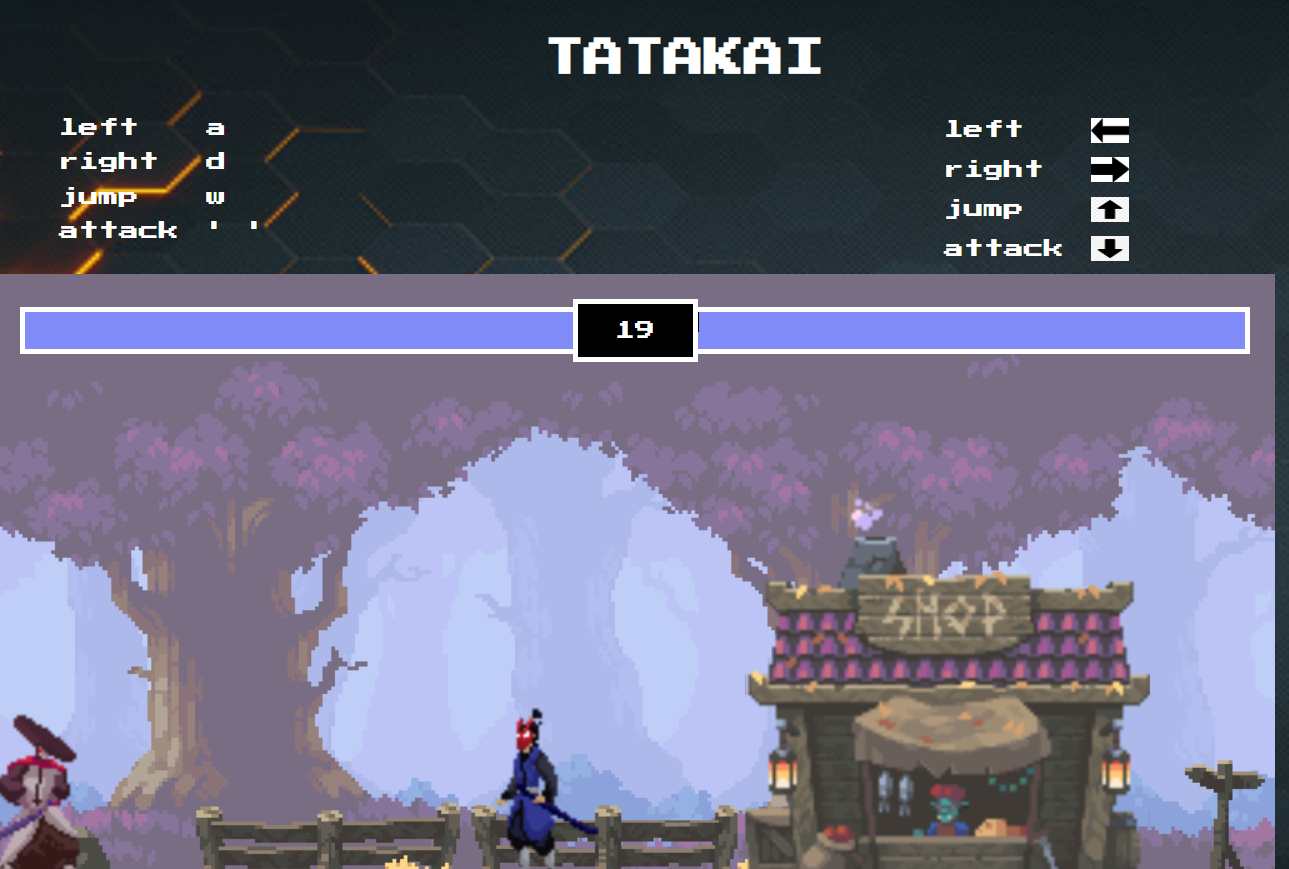 TATAKAI
left a
right d
jump w
attack ' '
left ←
right →
jump ↑
attack ↓
19
SHOP